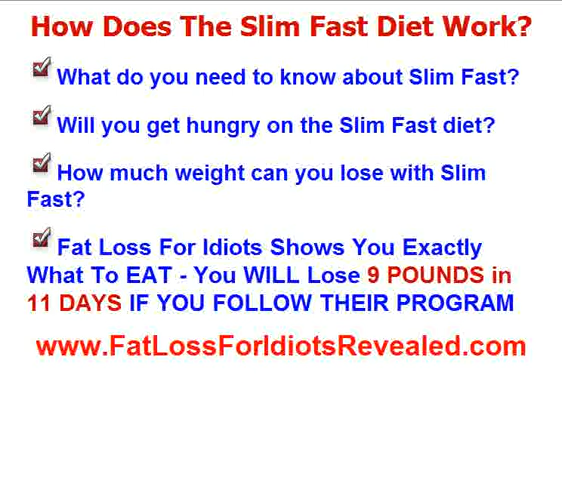 How Does The Slim Fast Diet Work?
What do you need to know about Slim Fast?
Will you get hungry on the Slim Fast diet?
How much weight can you lose with Slim
Fast?
Fat Loss For Idiots Shows You Exactly
What To EAT - You WILL Lose 9 POUNDS in
11 DAYS IF YOU FOLLOW THEIR PROGRAM
www.FatLossForIdiotsRevealed.com